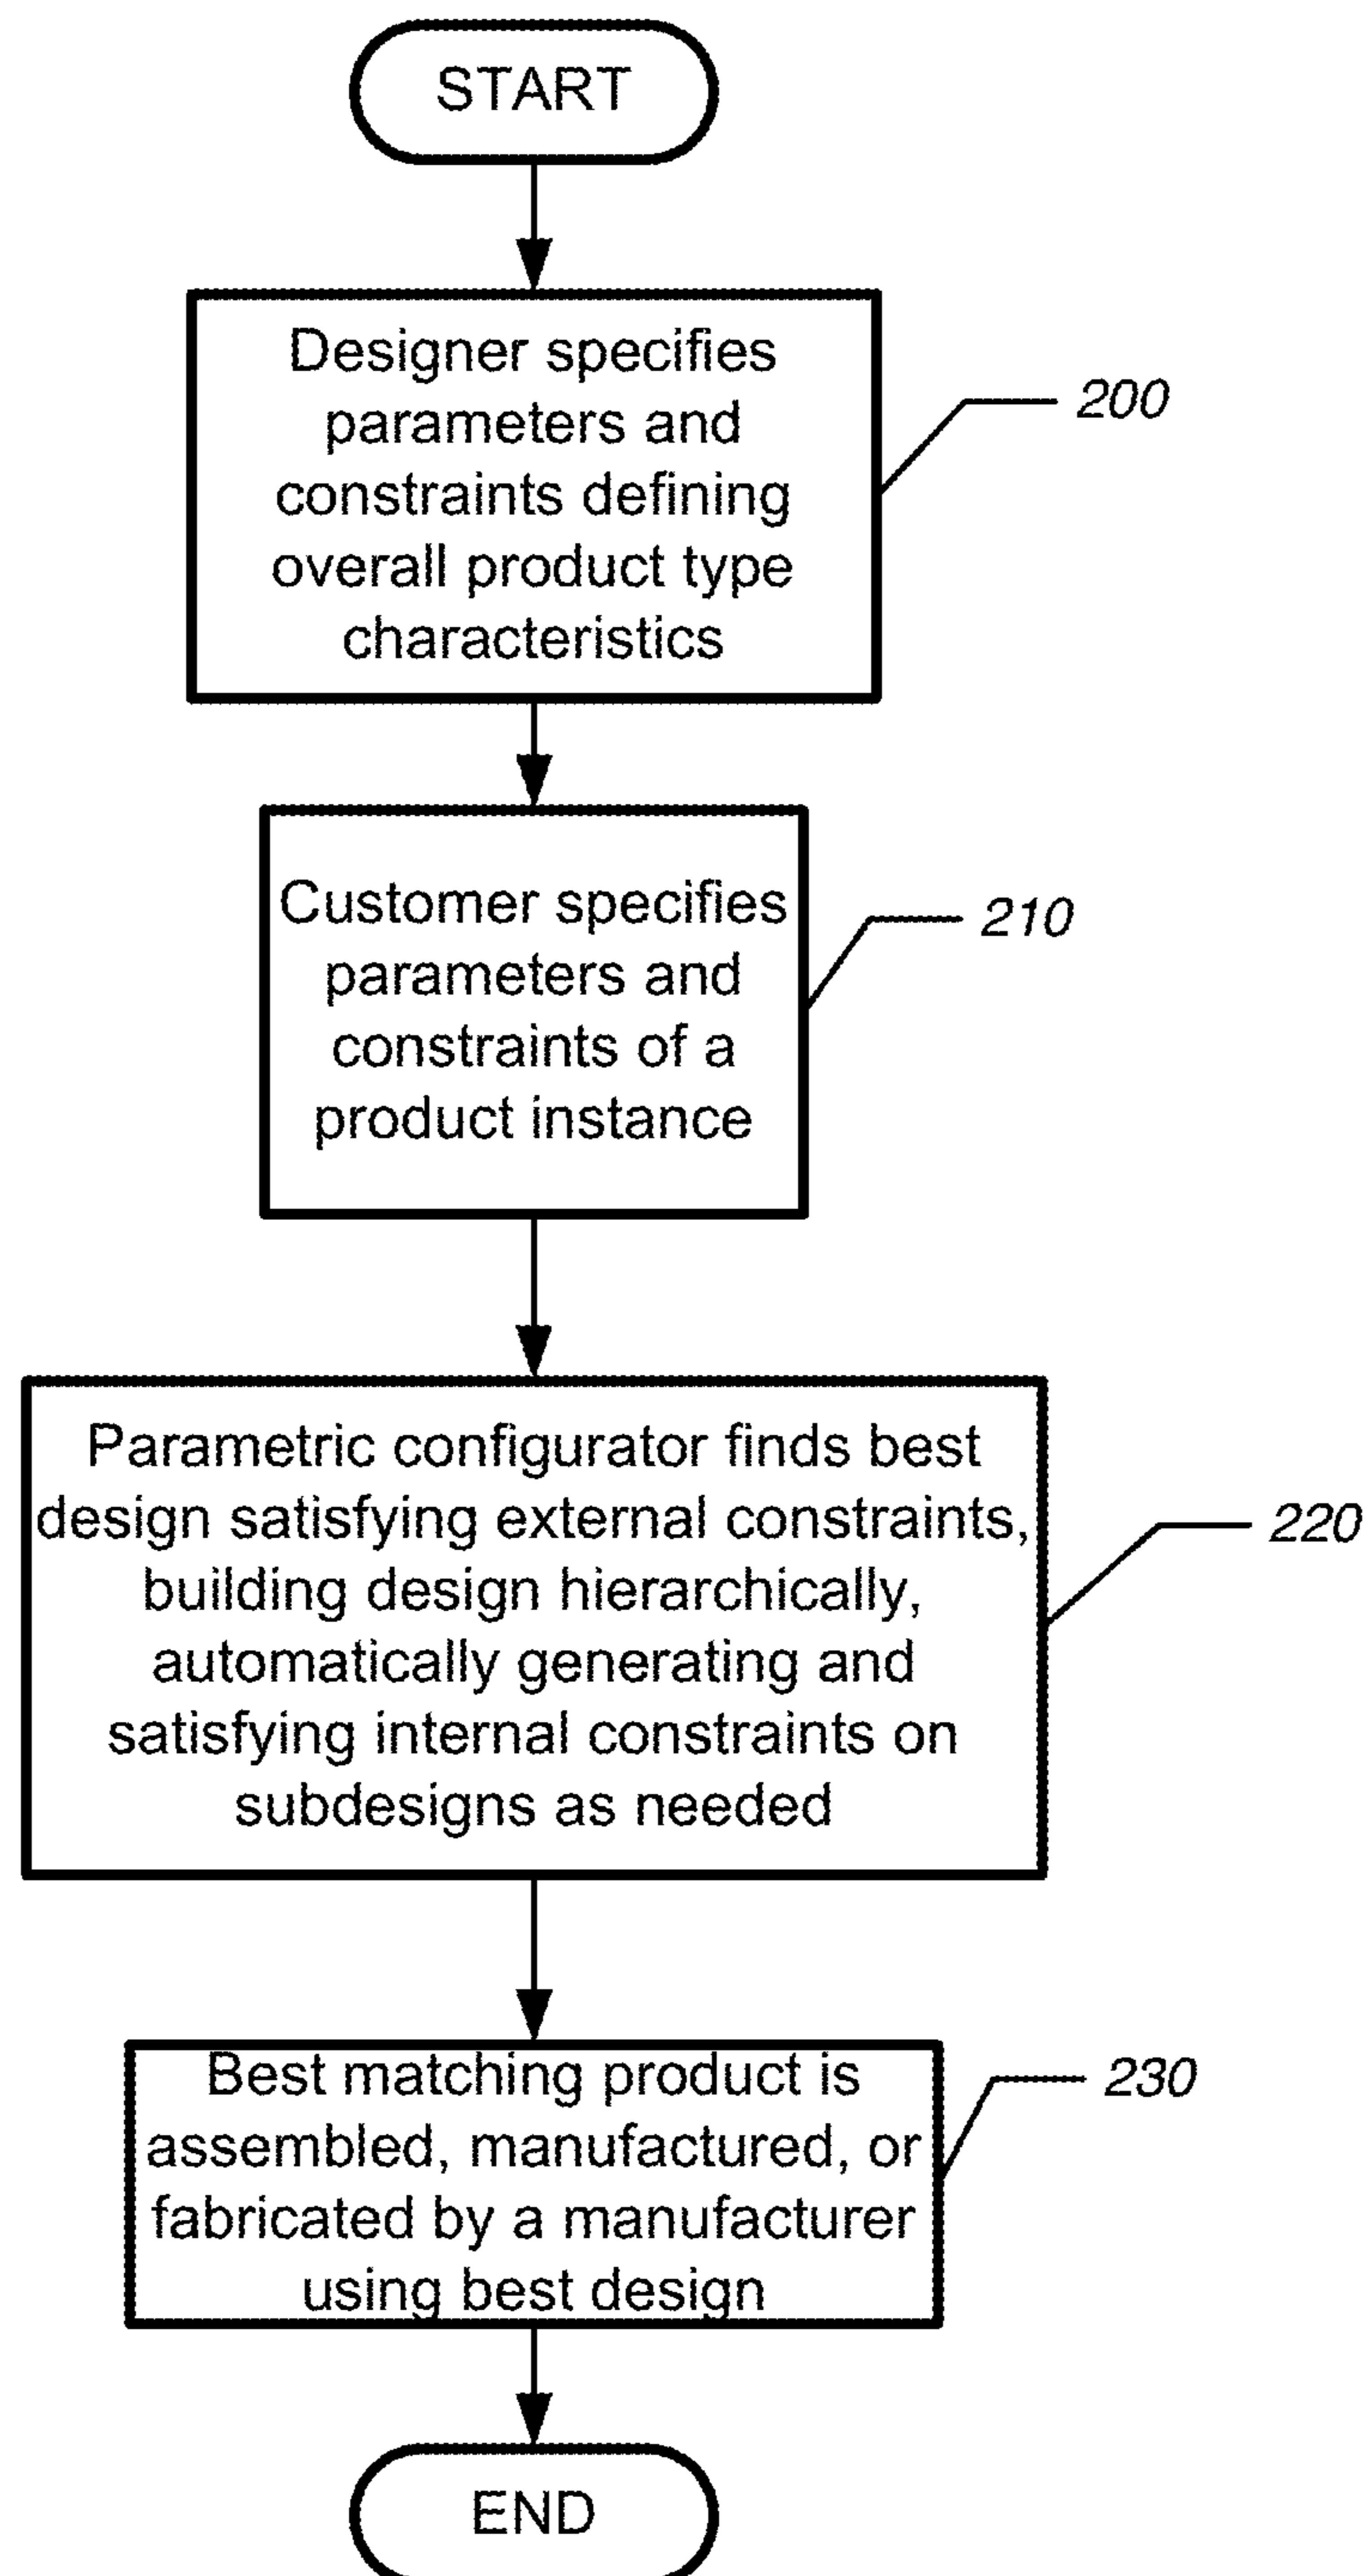 START
Designer specifies
parameters and
constraints defining
overall product type
characteristics
200
Customer specifies
parameters and
constraints of a
product instance
210
Parametric configurator finds best
design satisfying external constraints,
building design hierarchically,
automatically generating and
satisfying internal constraints on
subdesigns as needed
220
Best matching product is
assembled, manufactured, or
fabricated by a manufacturer
using best design
230
END